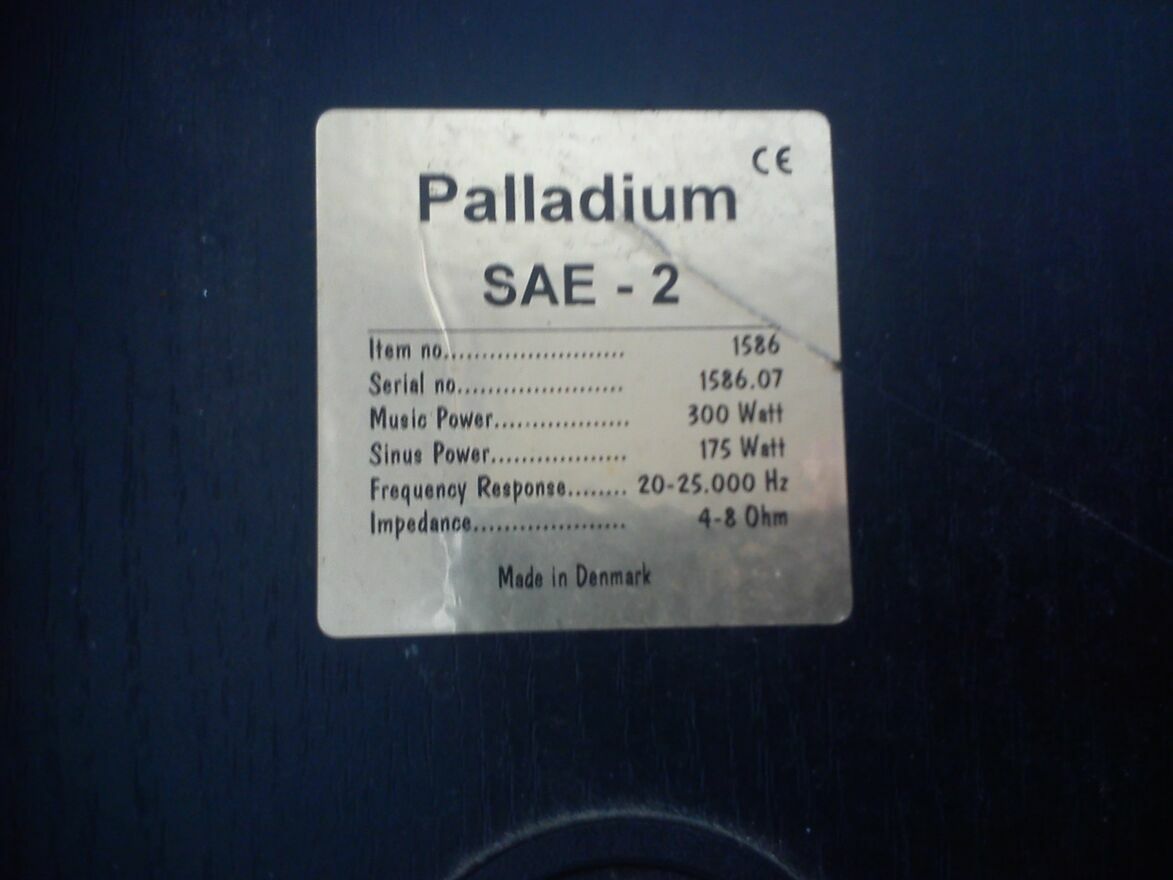 CE
Palladium
SAE - 2
Item no......................... 1586
Serial no....................... 1586.07
Music Power.................. 300 Watt
Sinus Power.................. 175 Watt
Frequency Response........ 20-25.000 Hz
Impedance..................... 4-8 Ohm
Made in Denmark